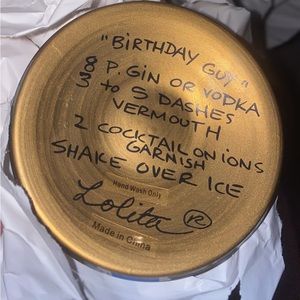 "BIRTHDAY GUY"
8 P. GIN OR VODKA
3 to 5 DASHES
VERMOUTH
2 COCKTAIL ONIONS
GARNISH
SHAKE OVER ICE
Hand Wash Only
Lolita ®
Made in China